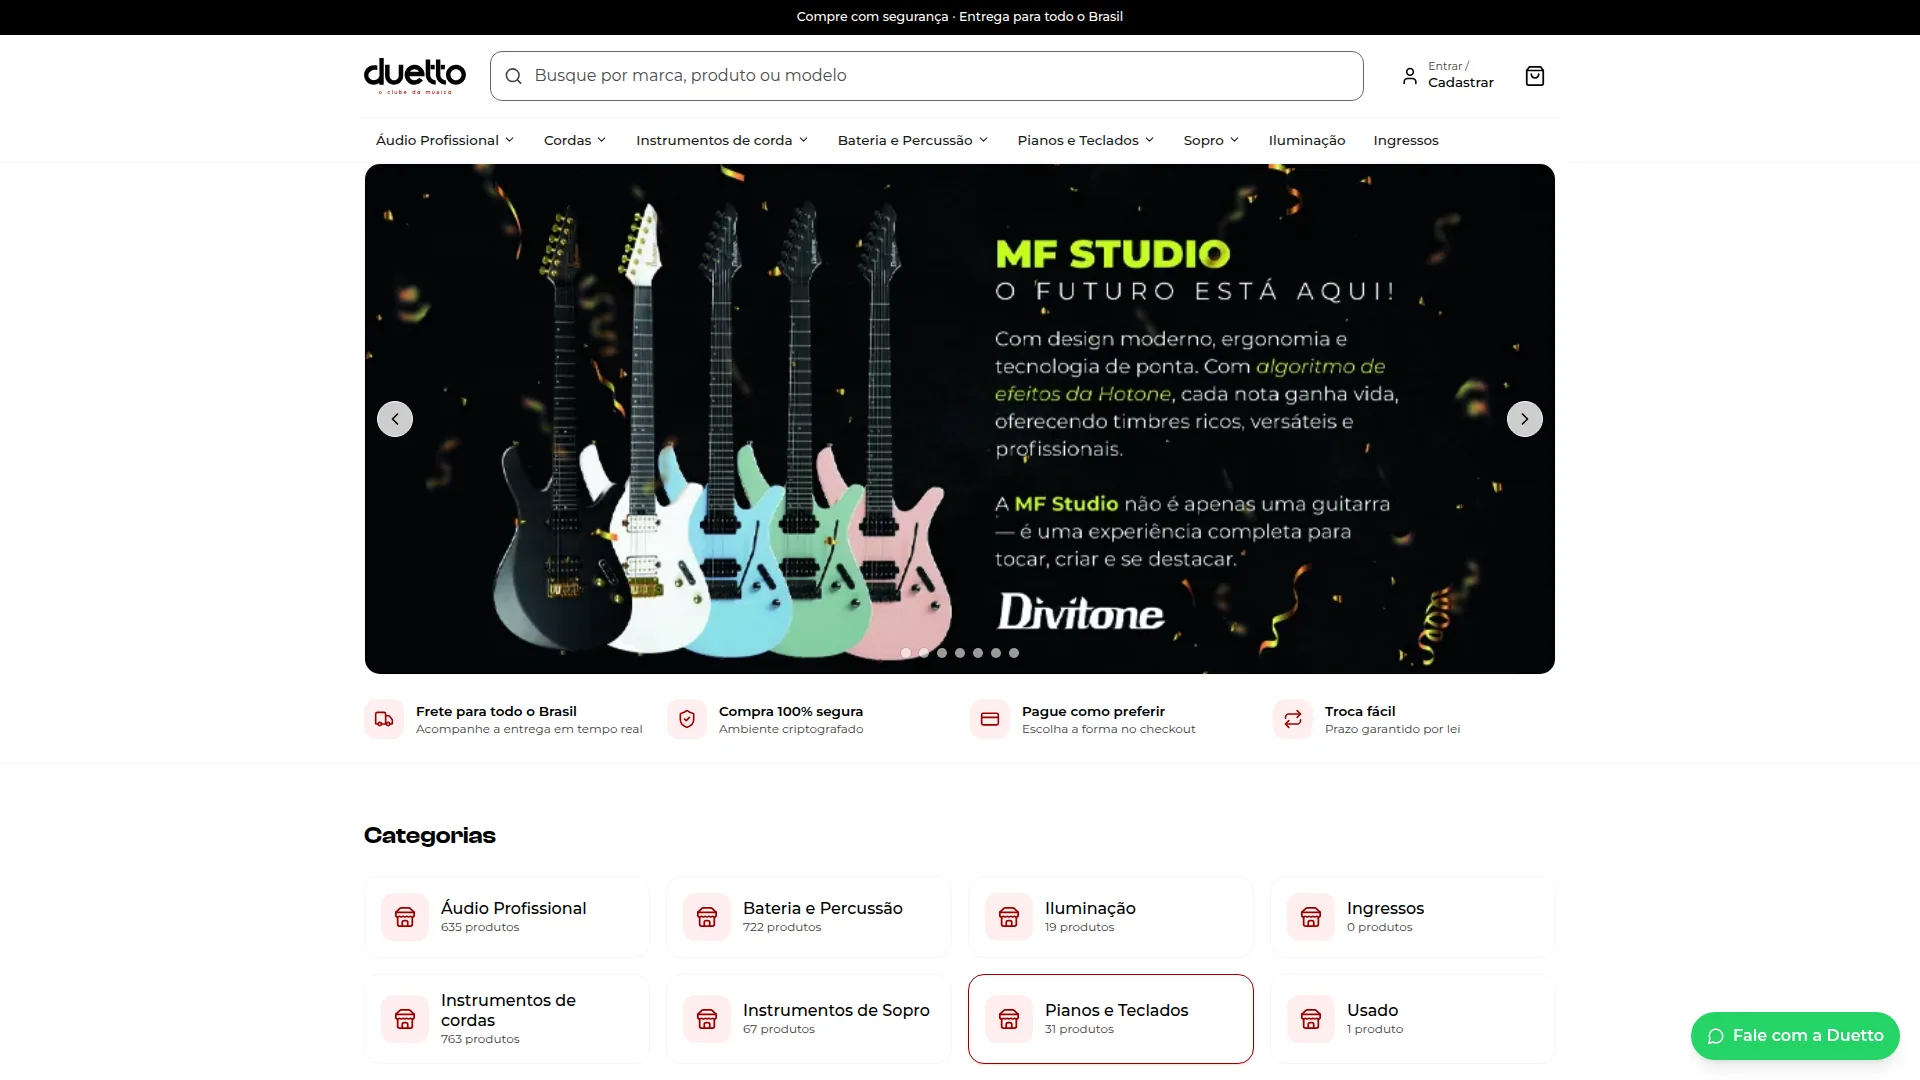 Compre com segurança · Entrega para todo o Brasil
duetto
o clube da musica
Busque por marca, produto ou modelo
Entrar /
Cadastrar
Áudio Profissional
Cordas
Instrumentos de corda
Bateria e Percussão
Pianos e Teclados
Sopro
Iluminação
Ingressos
MF STUDIO
O FUTURO ESTÁ AQUI!
Com design moderno, ergonomia e
tecnologia de ponta. Com algoritmo de
efeitos da Hotone, cada nota ganha vida,
oferecendo timbres ricos, versáteis e
profissionais.
A MF Studio não é apenas uma guitarra
— é uma experiência completa para
tocar, criar e se destacar.
Divitone
Frete para todo o Brasil
Acompanhe a entrega em tempo real
Compra 100% segura
Ambiente criptografado
Pague como preferir
Escolha a forma no checkout
Troca fácil
Prazo garantido por lei
Categorias
Áudio Profissional
635 produtos
Bateria e Percussão
722 produtos
Iluminação
19 produtos
Ingressos
0 produtos
Instrumentos de
cordas
763 produtos
Instrumentos de Sopro
67 produtos
Pianos e Teclados
31 produtos
Usado
1 produto
Fale com a Duetto